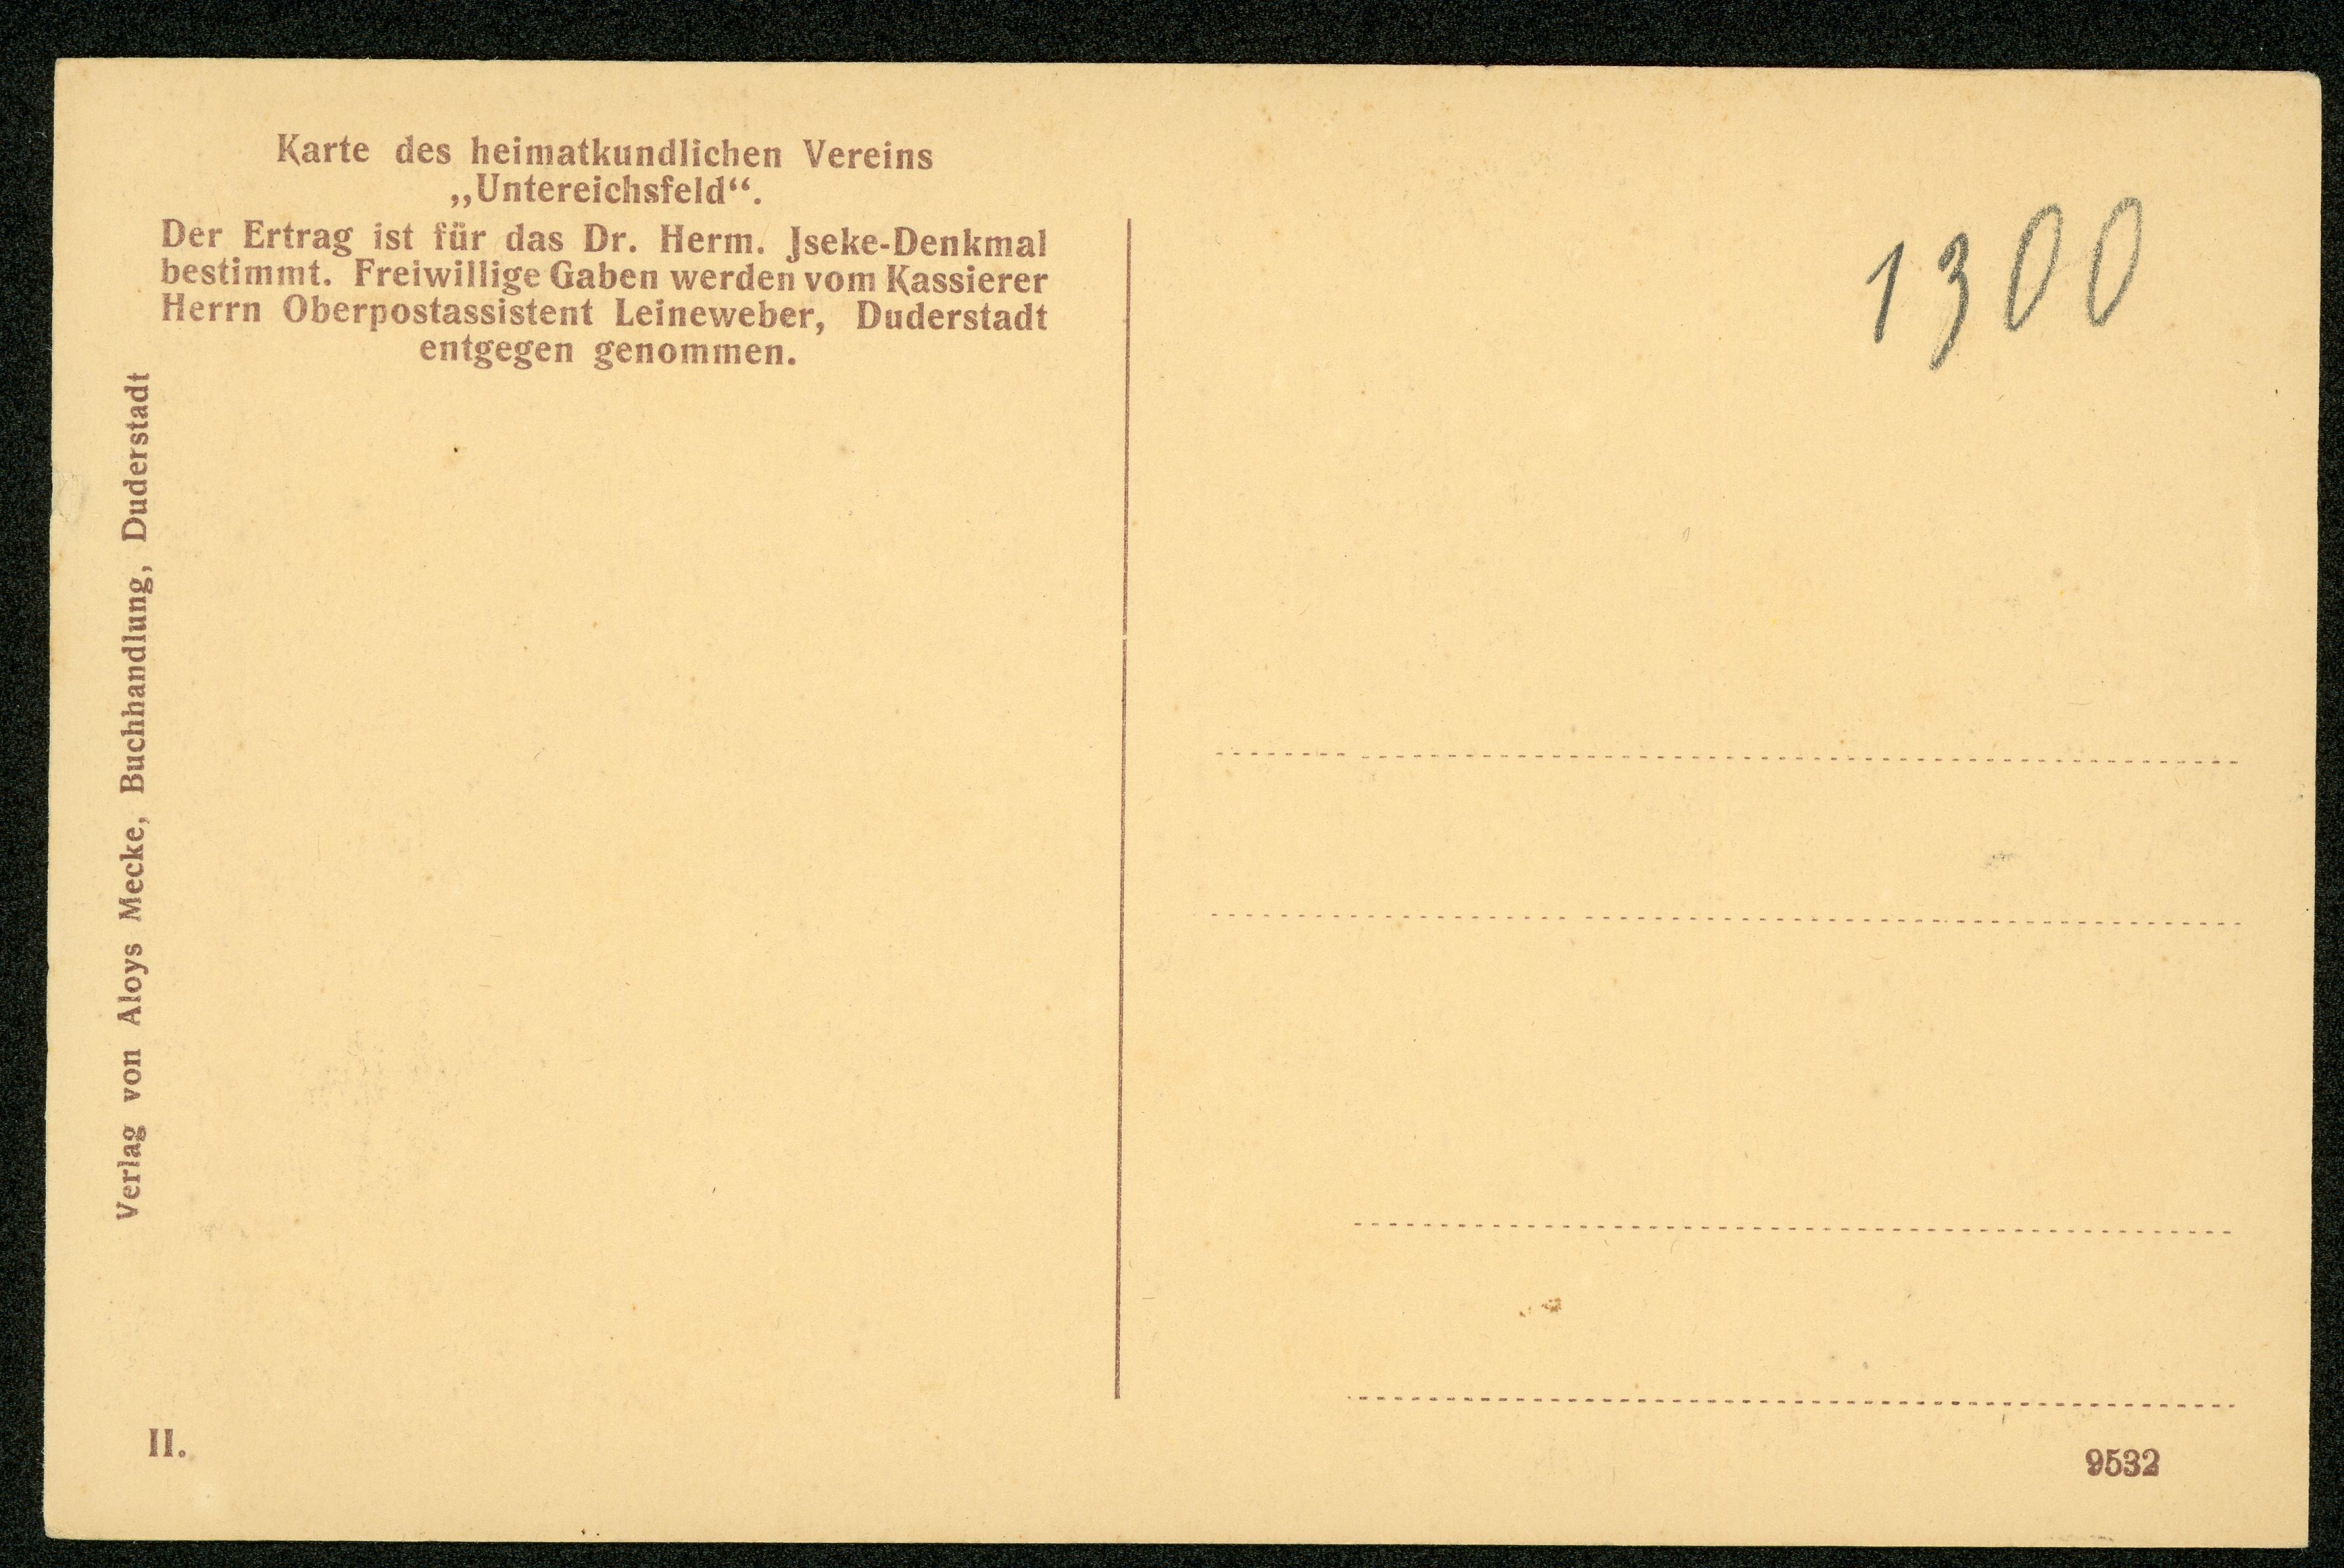 Karte des heimatkundlichen Vereins
„Untereichsfeld“.
Der Ertrag ist für das Dr. Herm. Jseke-Denkmal
bestimmt. Freiwillige Gaben werden vom Kassierer
Herrn Oberpostassistent Leineweber, Duderstadt
entgegen genommen.
Verlag von Aloys Mecke, Buchhandlung, Duderstadt
II.
1300
9532